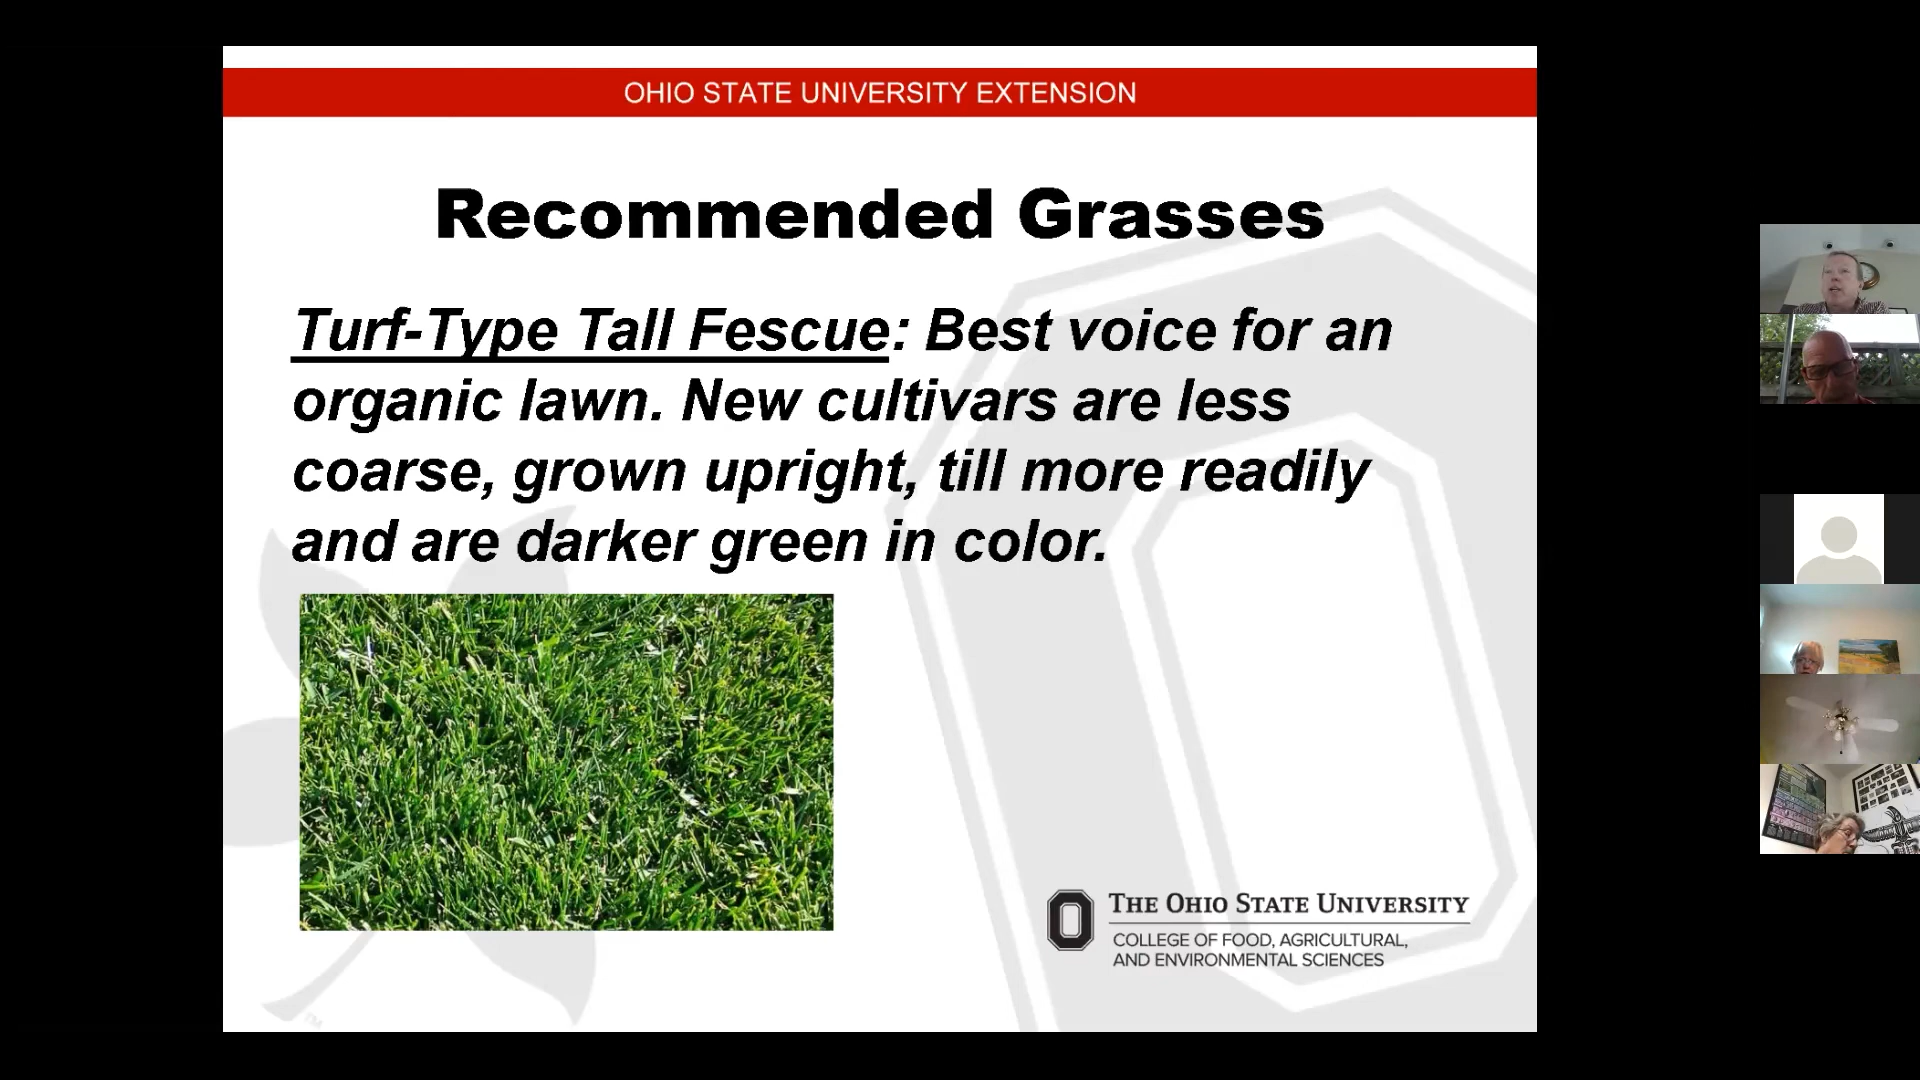 OHIO STATE UNIVERSITY EXTENSION
Recommended Grasses
Turf-Type Tall Fescue: Best voice for an
organic lawn. New cultivars are less
coarse, grown upright, till more readily
and are darker green in color.
THE OHIO STATE UNIVERSITY
COLLEGE OF FOOD, AGRICULTURAL,
AND ENVIRONMENTAL SCIENCES
TM